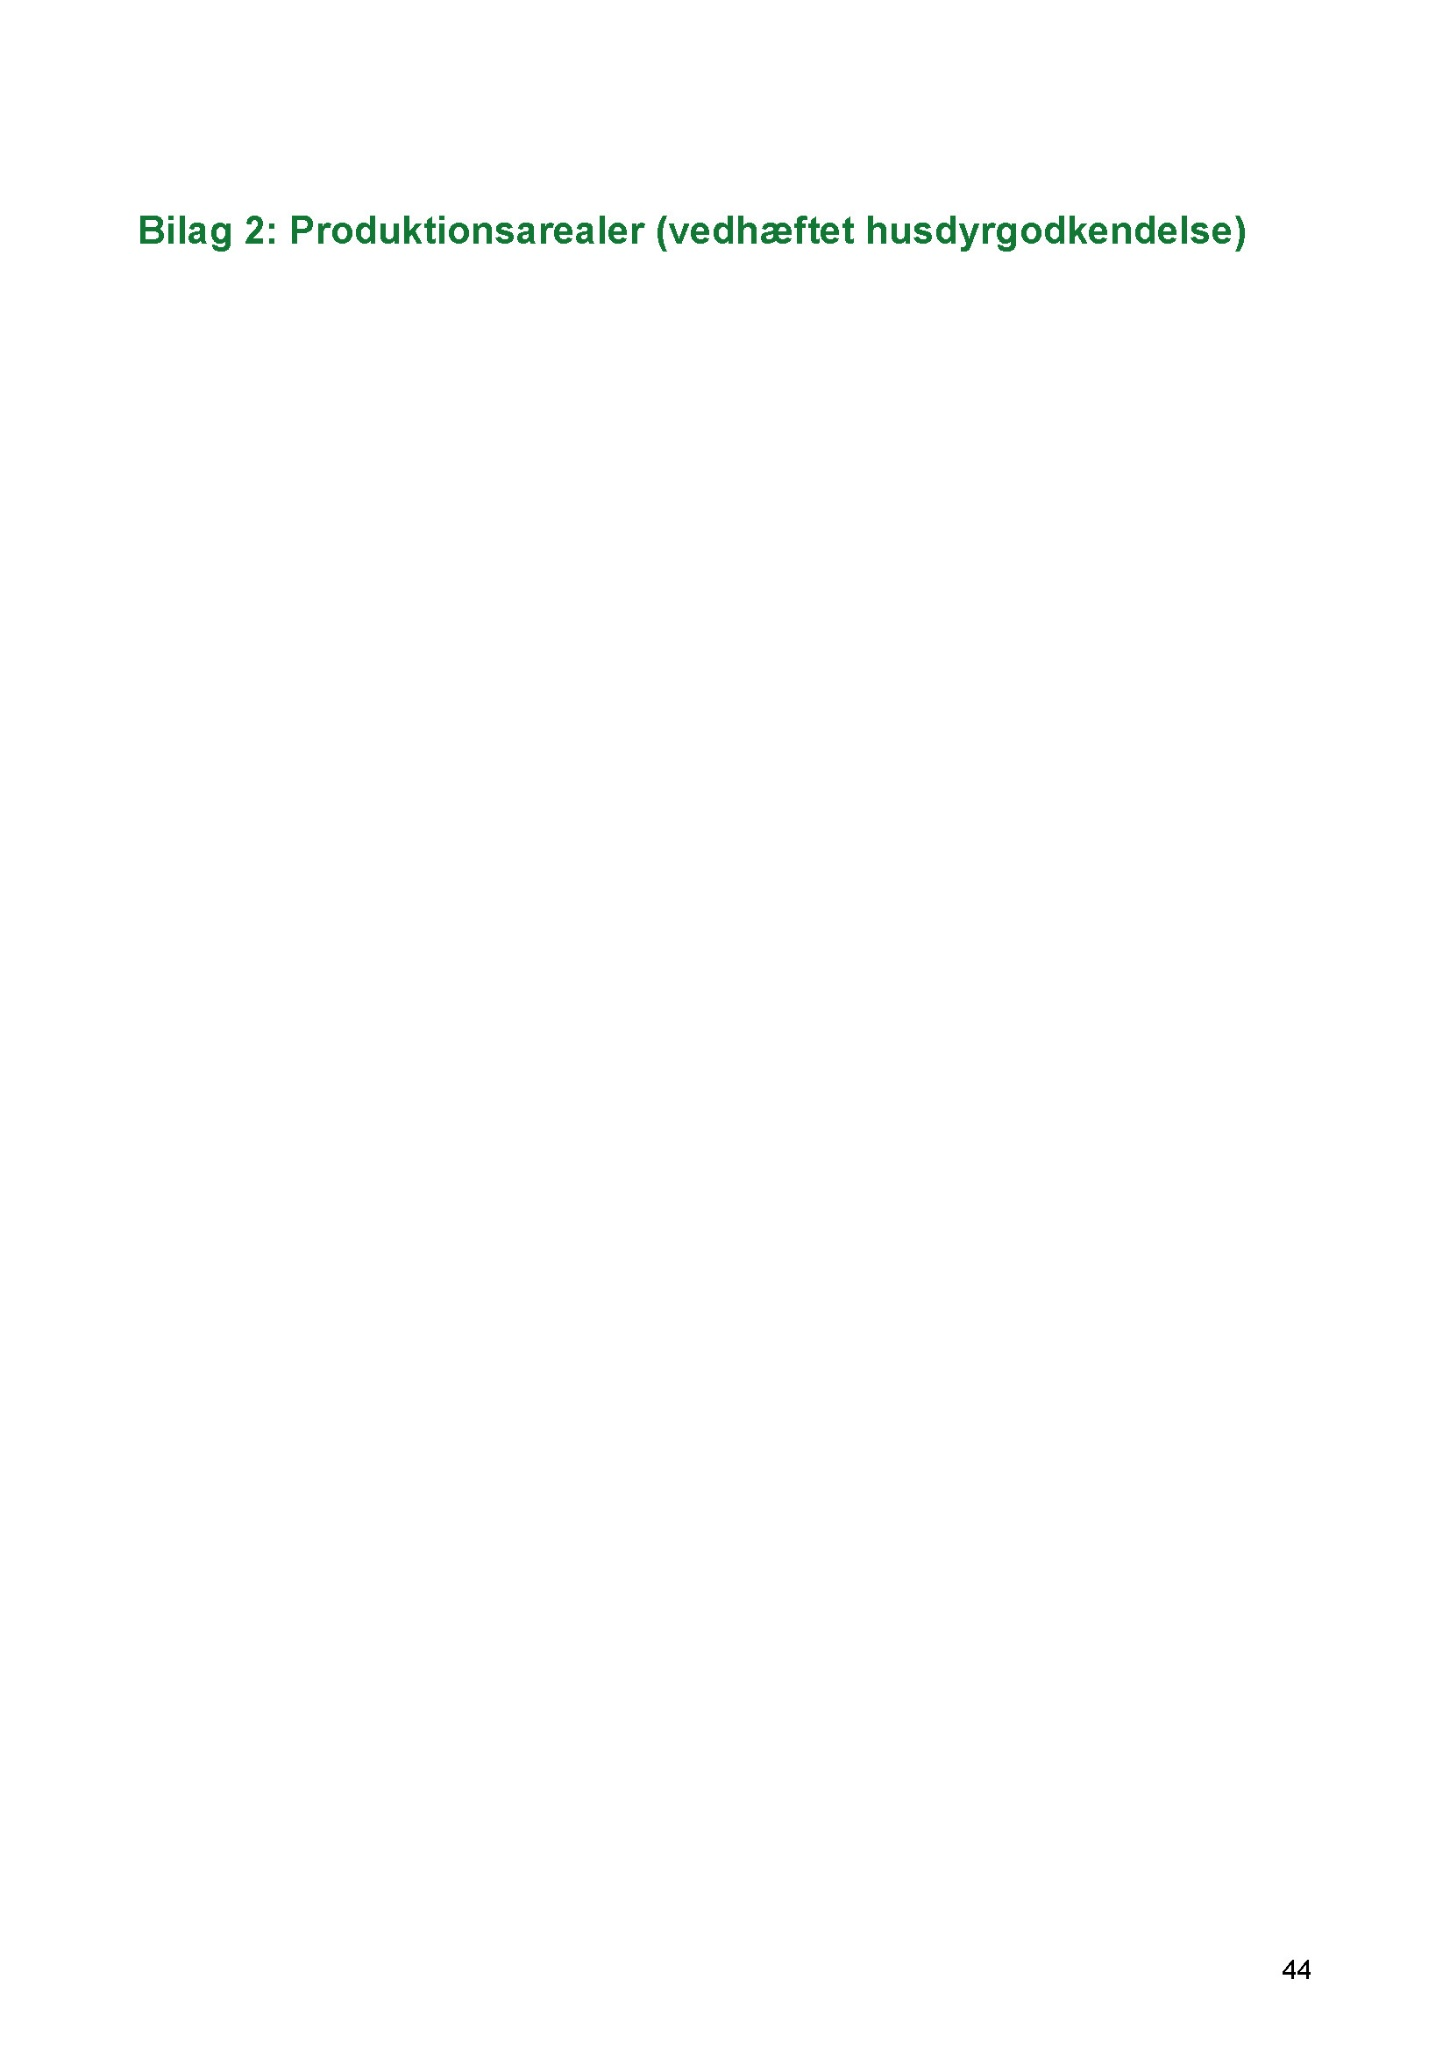 Bilag 2: Produktionsarealer (vedhæftet husdyrgodkendelse)
44